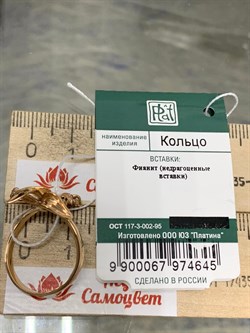 Plat
наименование
изделия
Кольцо
ВСТАВКИ:
Фианит (недрагоценные
вставки)
ОСТ 117-3-002-95
Изготовлено ООО ЮЗ "Платина"
9 900067 974645
СДЕЛАНО В РОССИИ
Самоцвет